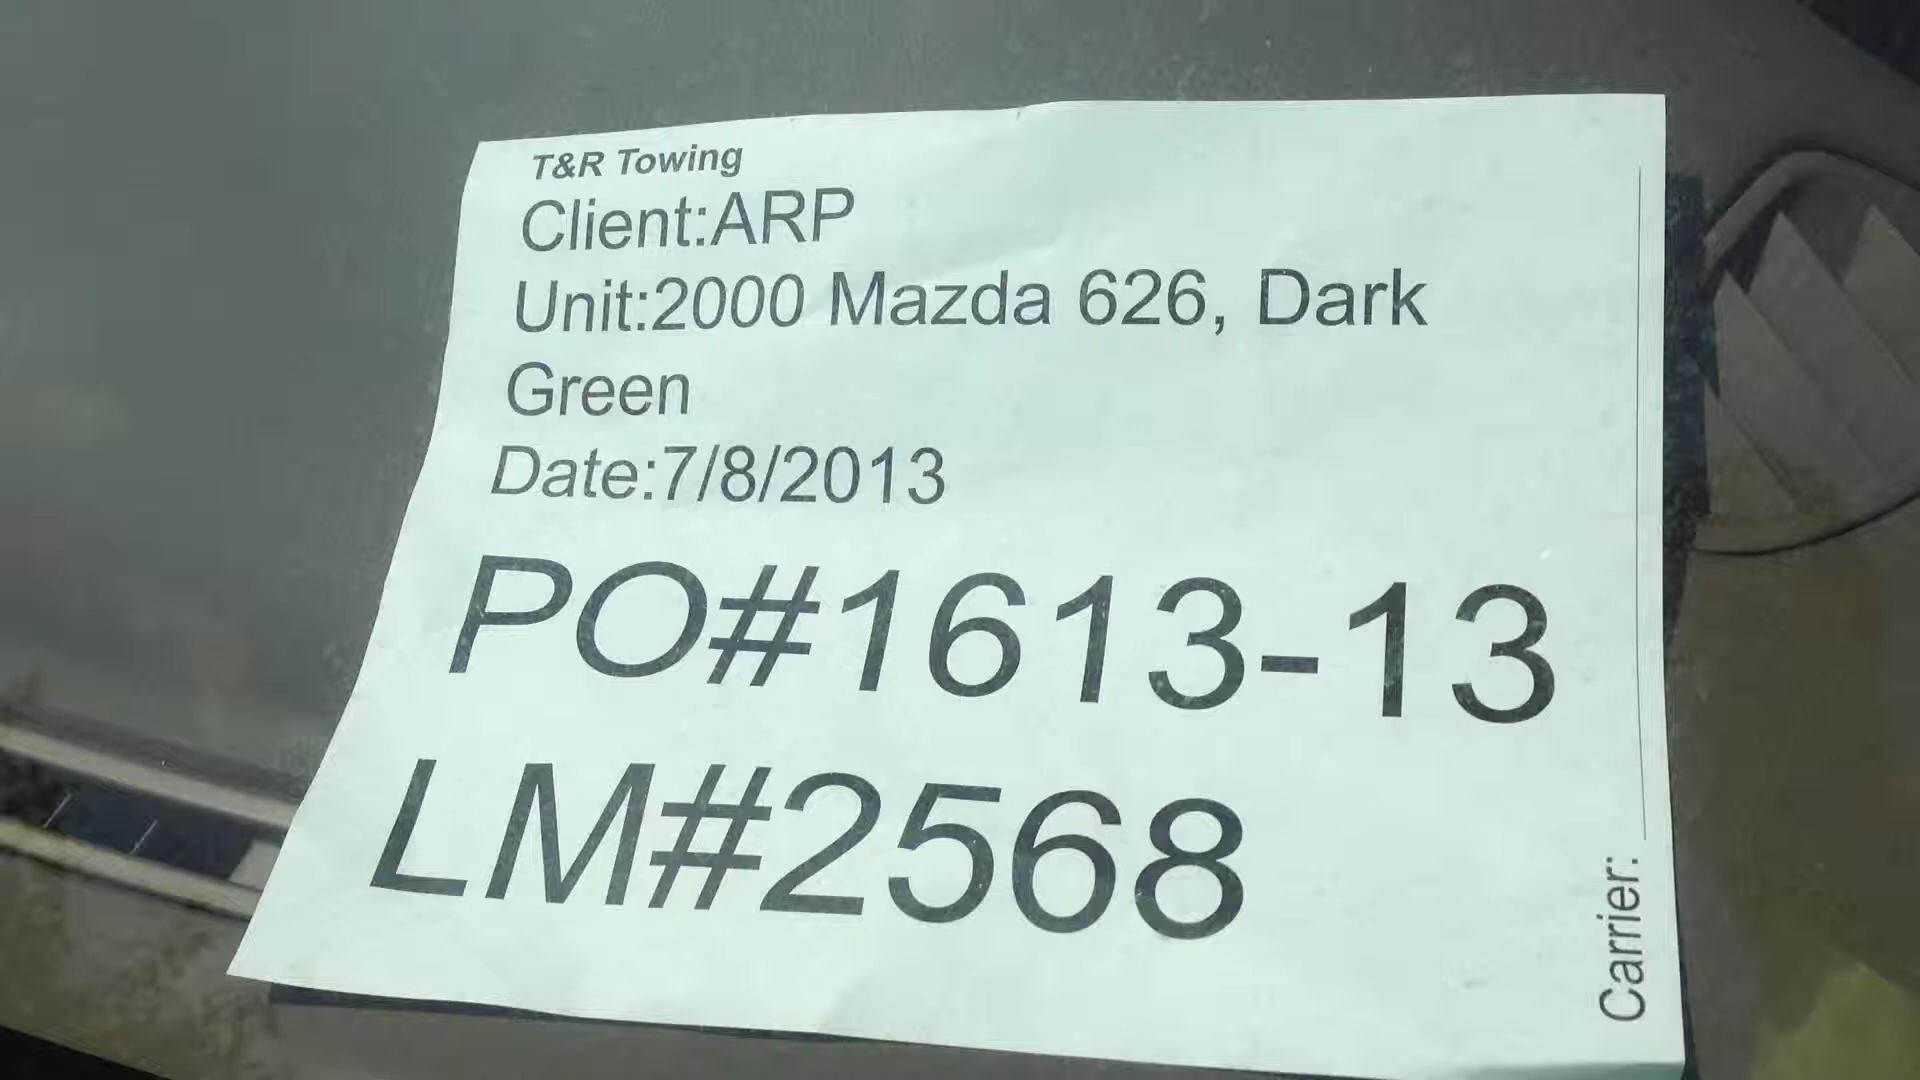 T&R Towing
Client:ARP
Unit:2000 Mazda 626, Dark
Green
Date:7/8/2013
PO#1613-13
LM#2568
Carrier: